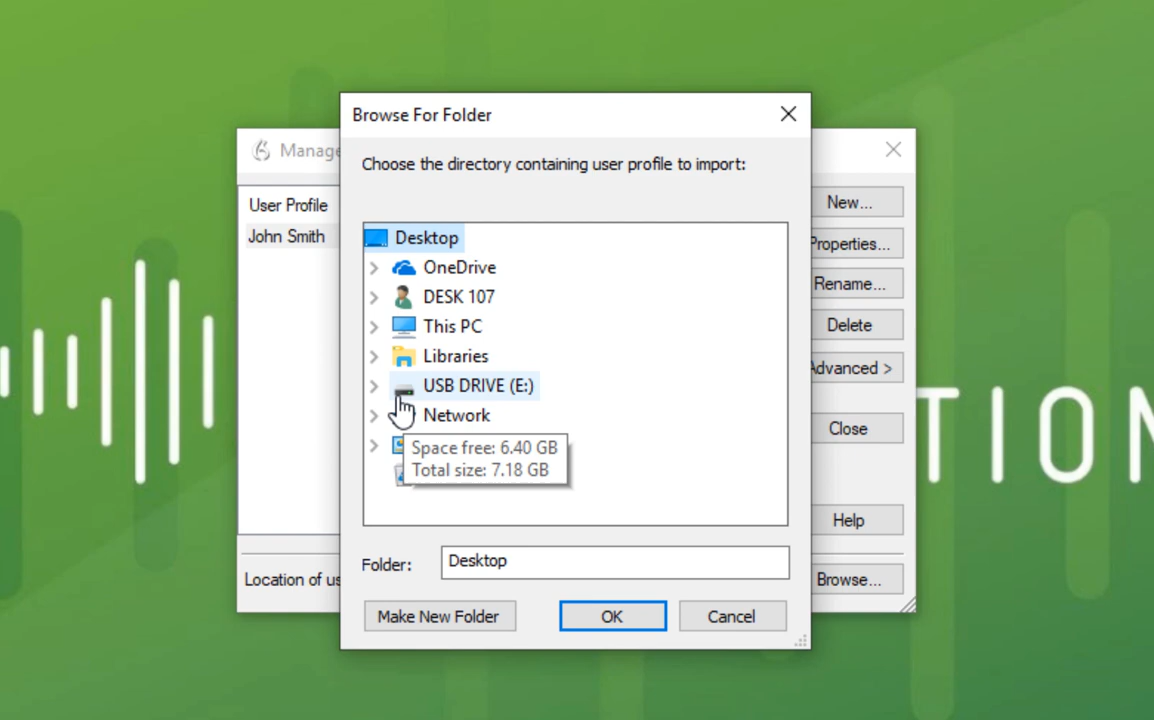 Browse For Folder
Manage
Choose the directory containing user profile to import:
User Profile
John Smith
Desktop
OneDrive
DESK 107
This PC
Libraries
USB DRIVE (E:)
Network
Space free: 6.40 GB
Total size: 7.18 GB
New...
Properties...
Rename...
Delete
Advanced >
Close
Help
Folder: Desktop
Location of us
Browse...
Make New Folder OK Cancel
TION